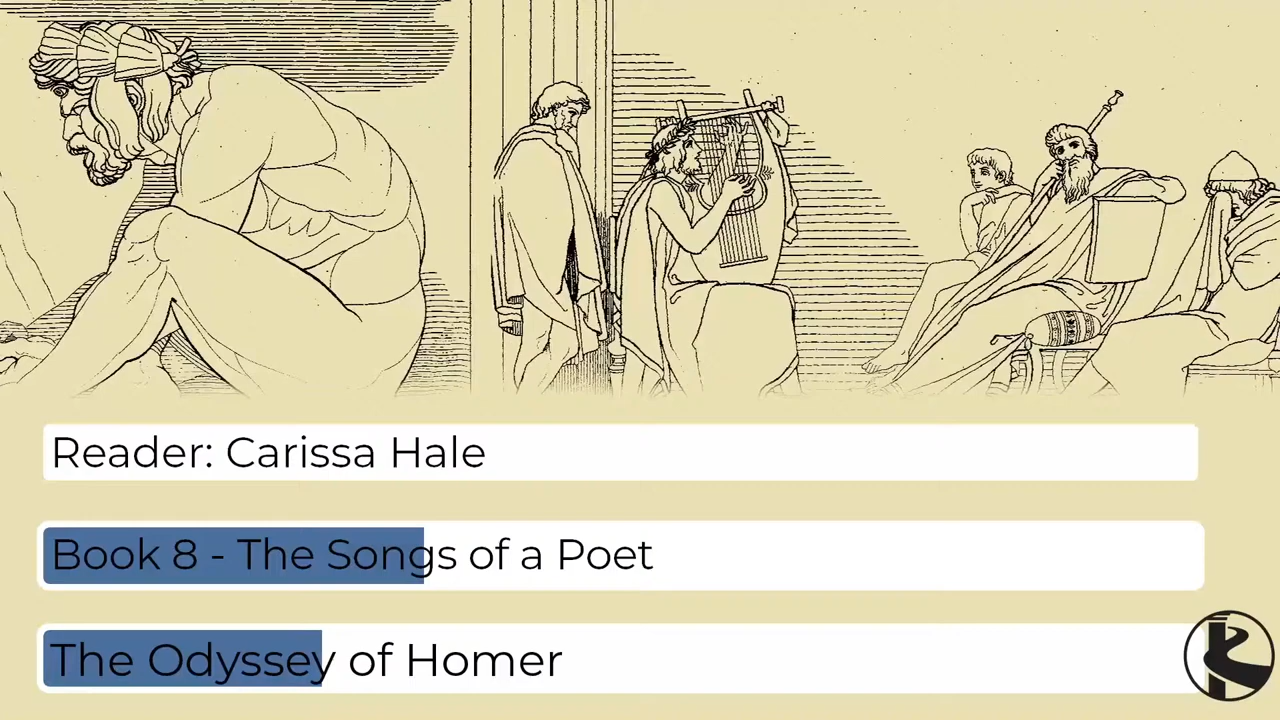 Reader: Carissa Hale
Book 8 - The Songs of a Poet
The Odyssey of Homer